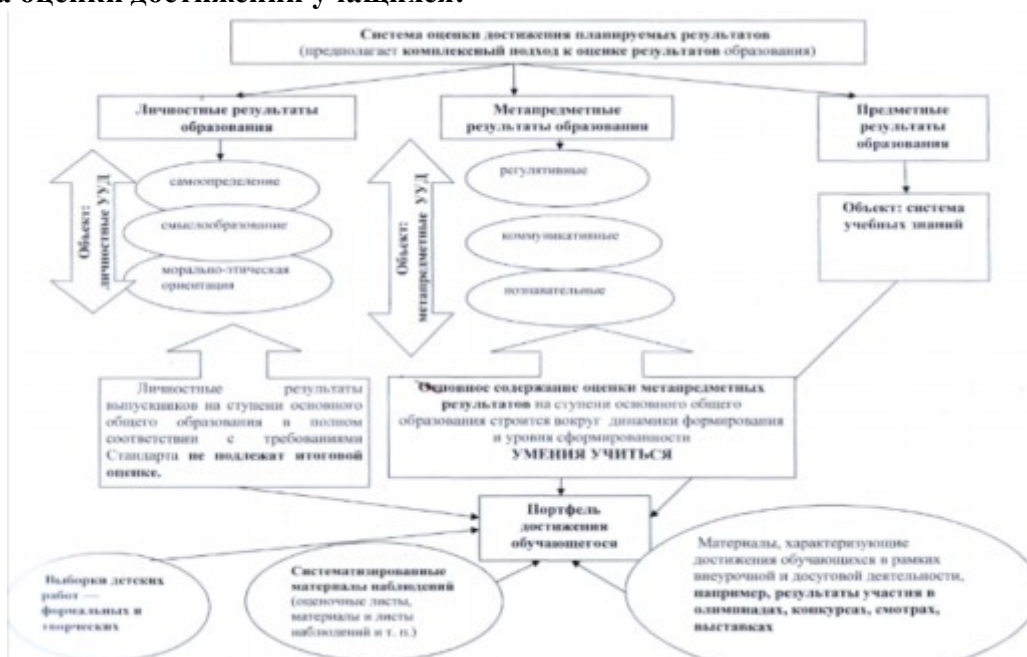 а оценки достижений учащихся:
Система оценки достижения планируемых результатов
(предполагает комплексный подход к оценке результатов образования)
Личностные результаты
образования
Метапредметные
результаты образования
Предметные
результаты
образования
Объект:
личностные УУД
самоопределение
смыслообразование
морально-этическая
ориентация
Объект:
метапредметные УУД
регулятивные
коммуникативные
познавательные
Объект: система
учебных знаний
Личностные результаты
выпускников на ступени основного
общего образования в полном
соответствии с требованиями
Стандарта не подлежат итоговой
оценке.
Основное содержание оценки метапредметных
результатов на ступени основного общего
образования строится вокруг динамики формирования
и уровня сформированности
УМЕНИЯ УЧИТЬСЯ
Портфель
достижений
обучающегося
Выборки детских
работ —
формальных и
творческих
Систематизированные
материалы наблюдений
(оценочные листы,
материалы и листы
наблюдений и т. п.)
Материалы, характеризующие
достижения обучающихся в рамках
внеурочной и досуговой деятельности,
например, результаты участия в
олимпиадах, конкурсах, смотрах,
выставках